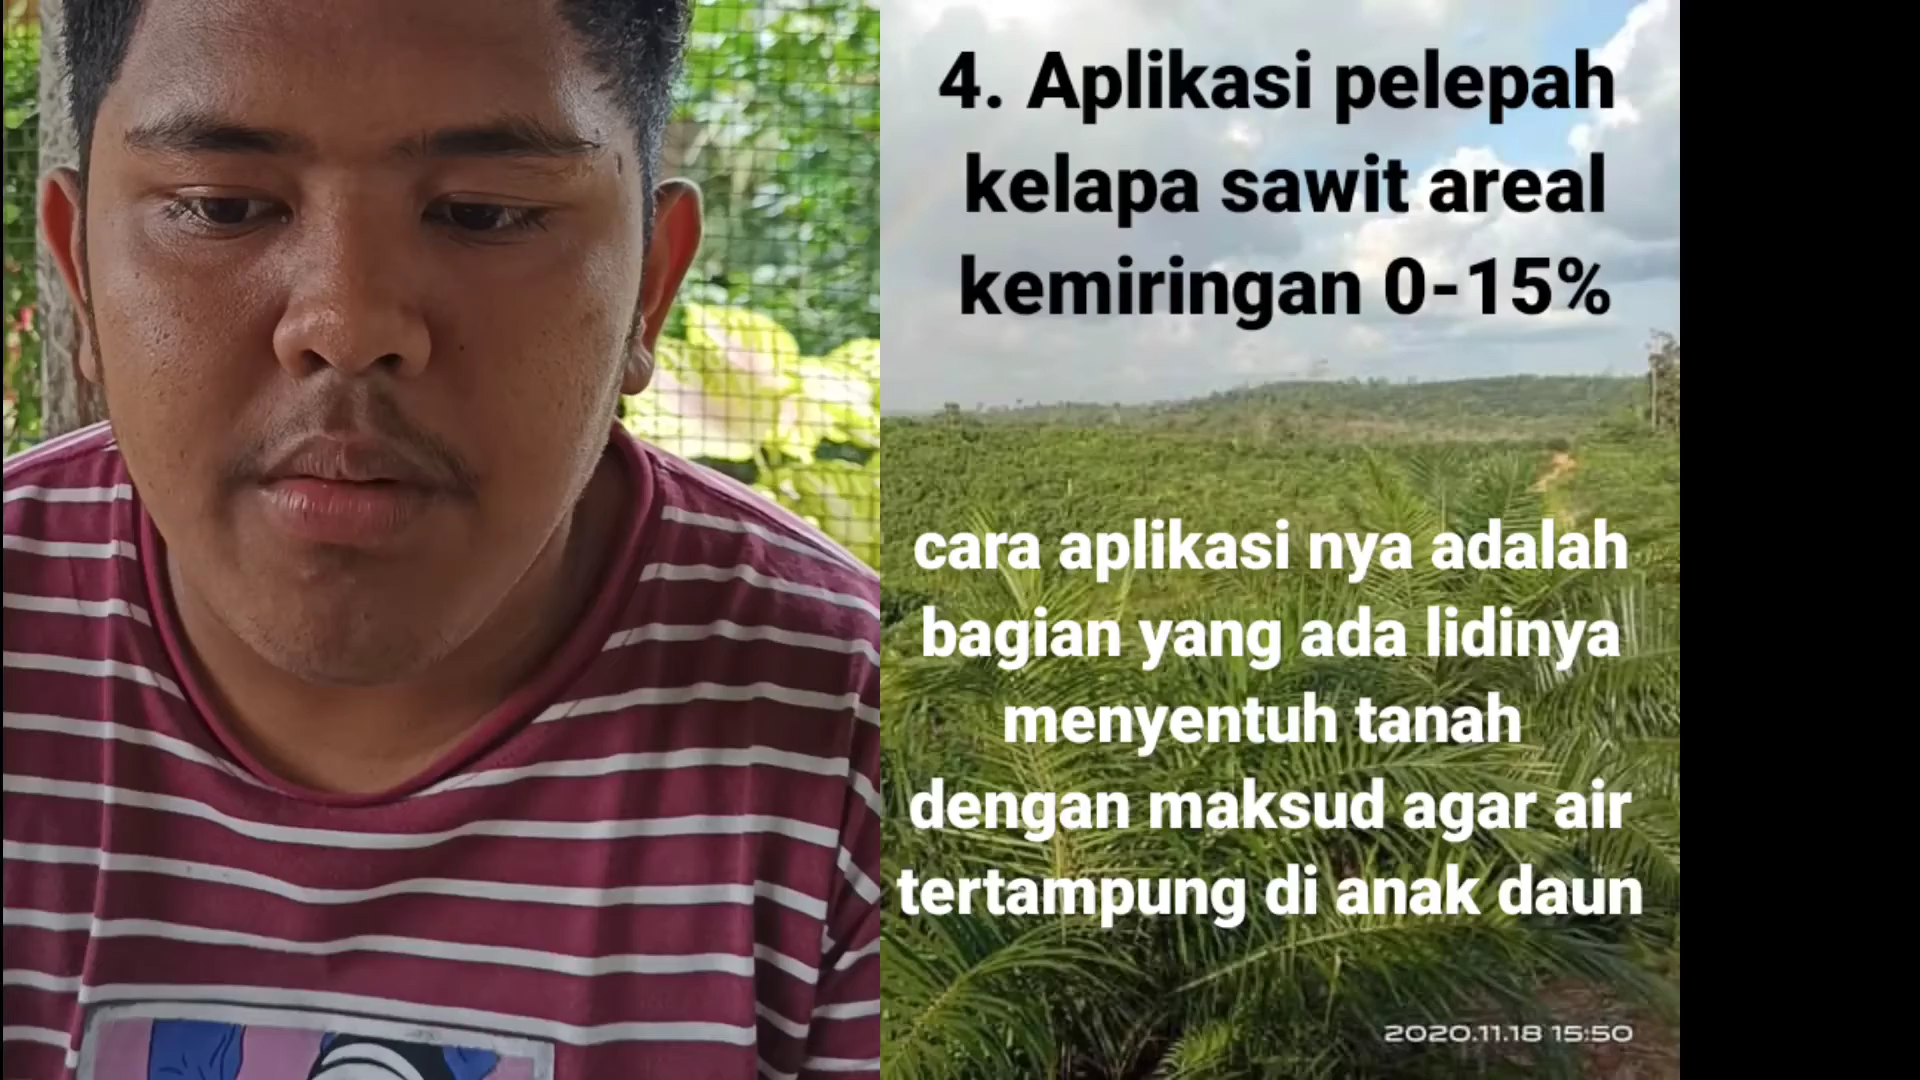 4. Aplikasi pelepah
kelapa sawit areal
kemiringan 0-15%
cara aplikasi nya adalah
bagian yang ada lidinya
menyentuh tanah
dengan maksud agar air
tertampung di anak daun
2020.11.18 15:50